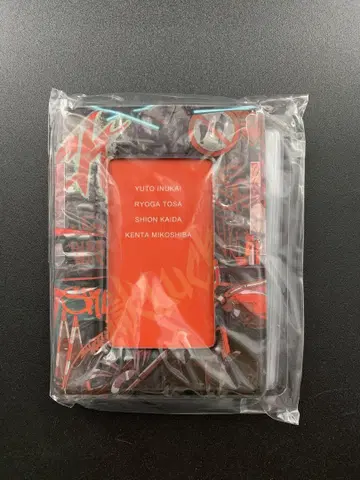 YUTO INUKAI
RYOGA TOSA
SHION KAIDA
KENTA MIKOSHIBA